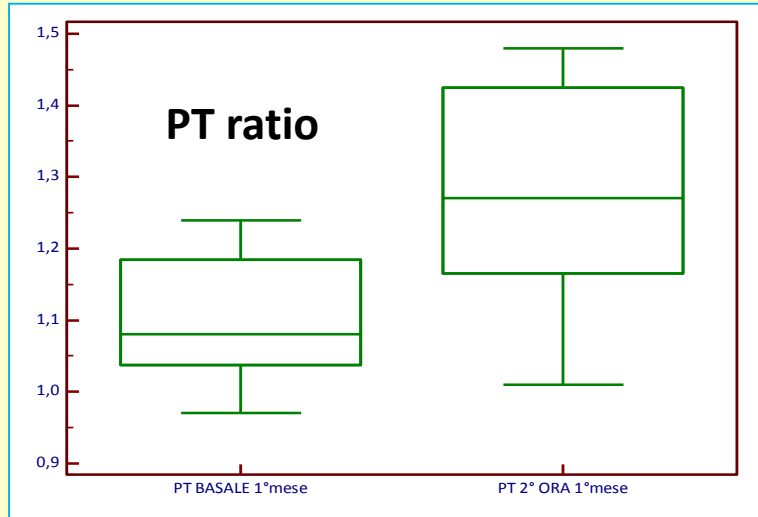 1,5
1,4
PT ratio
1,3
1,2
1,1
1,0
0,9
PT BASALE 1°mese
PT 2° ORA 1°mese